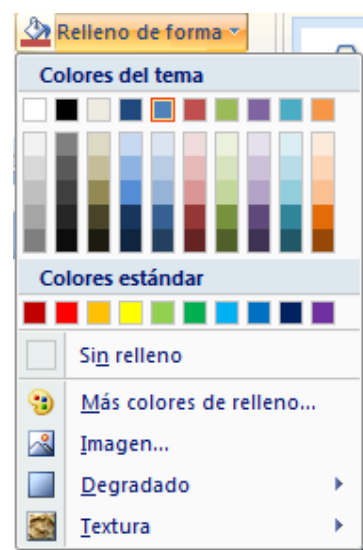 Relleno de forma
Colores del tema
Colores estándar
Sin relleno
Más colores de relleno...
Imagen...
Degradado
Textura